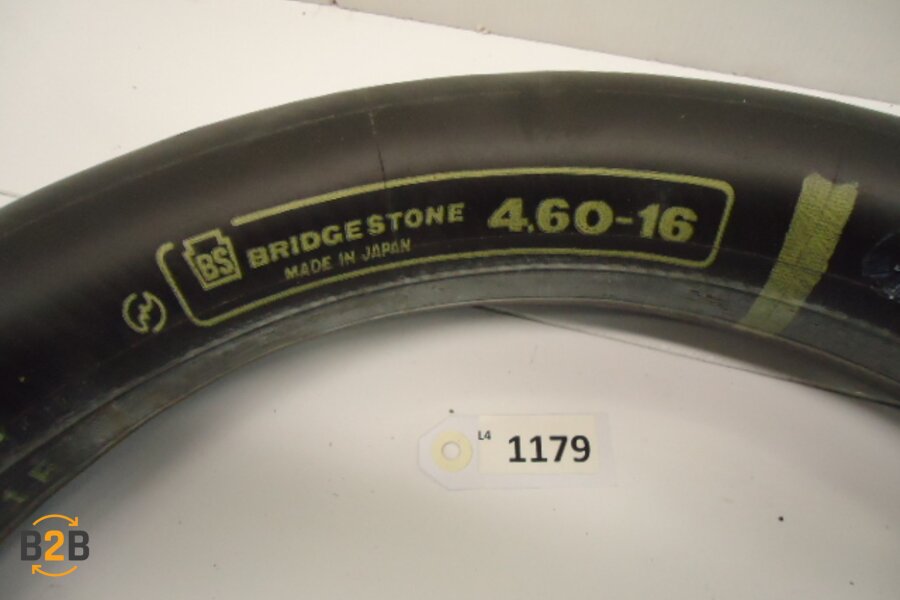 BS BRIDGESTONE 4.60-16
MADE IN JAPAN
L4 1179
B2B